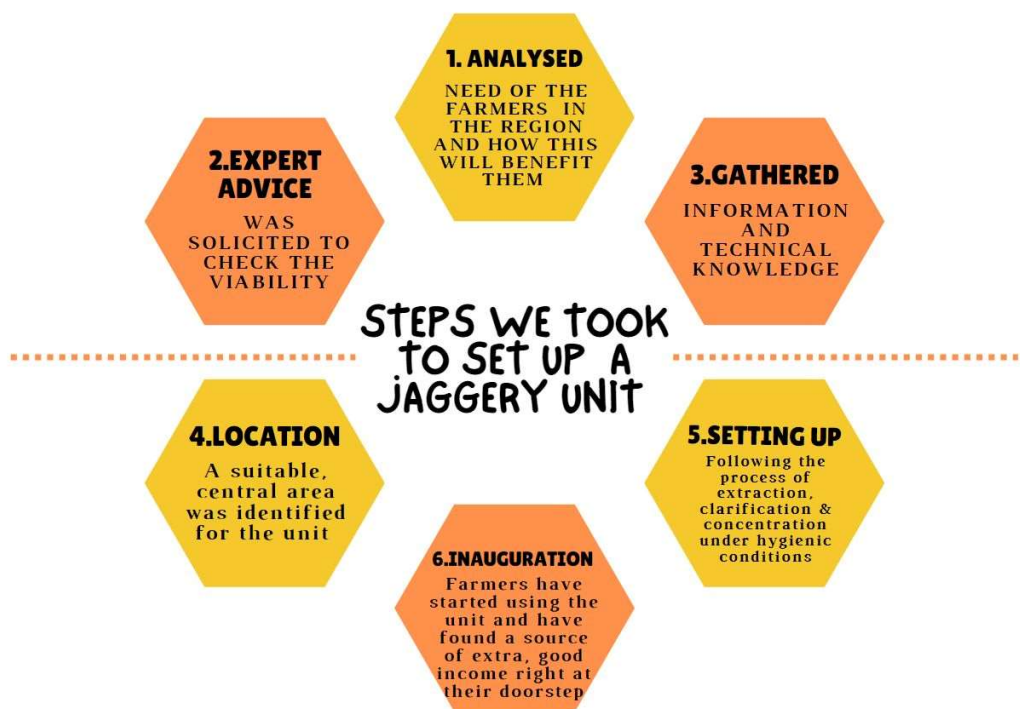 1. ANALYSED
NEED OF THE
FARMERS IN
THE REGION
AND HOW THIS
WILL BENEFIT
THEM
2.EXPERT
ADVICE
WAS
SOLICITED TO
CHECK THE
VIABILITY
3.GATHERED
INFORMATION
AND
TECHNICAL
KNOWLEDGE
STEPS WE TOOK
TO SET UP A
JAGGERY UNIT
4.LOCATION
A suitable,
central area
was identified
for the unit
5.SETTING UP
Following the
process of
extraction,
clarification &
concentration
under hygienic
conditions
6.INAUGURATION
Farmers have
started using the
unit and have
found a source
of extra, good
income right at
their doorstep